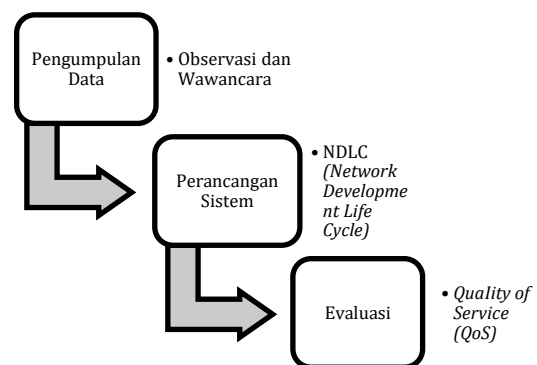 Pengumpulan
Data
• Observasi dan
Wawancara
Perancangan
Sistem
• NDLC
(Network
Developme
nt Life
Cycle)
Evaluasi
• Quality of
Service
(QoS)